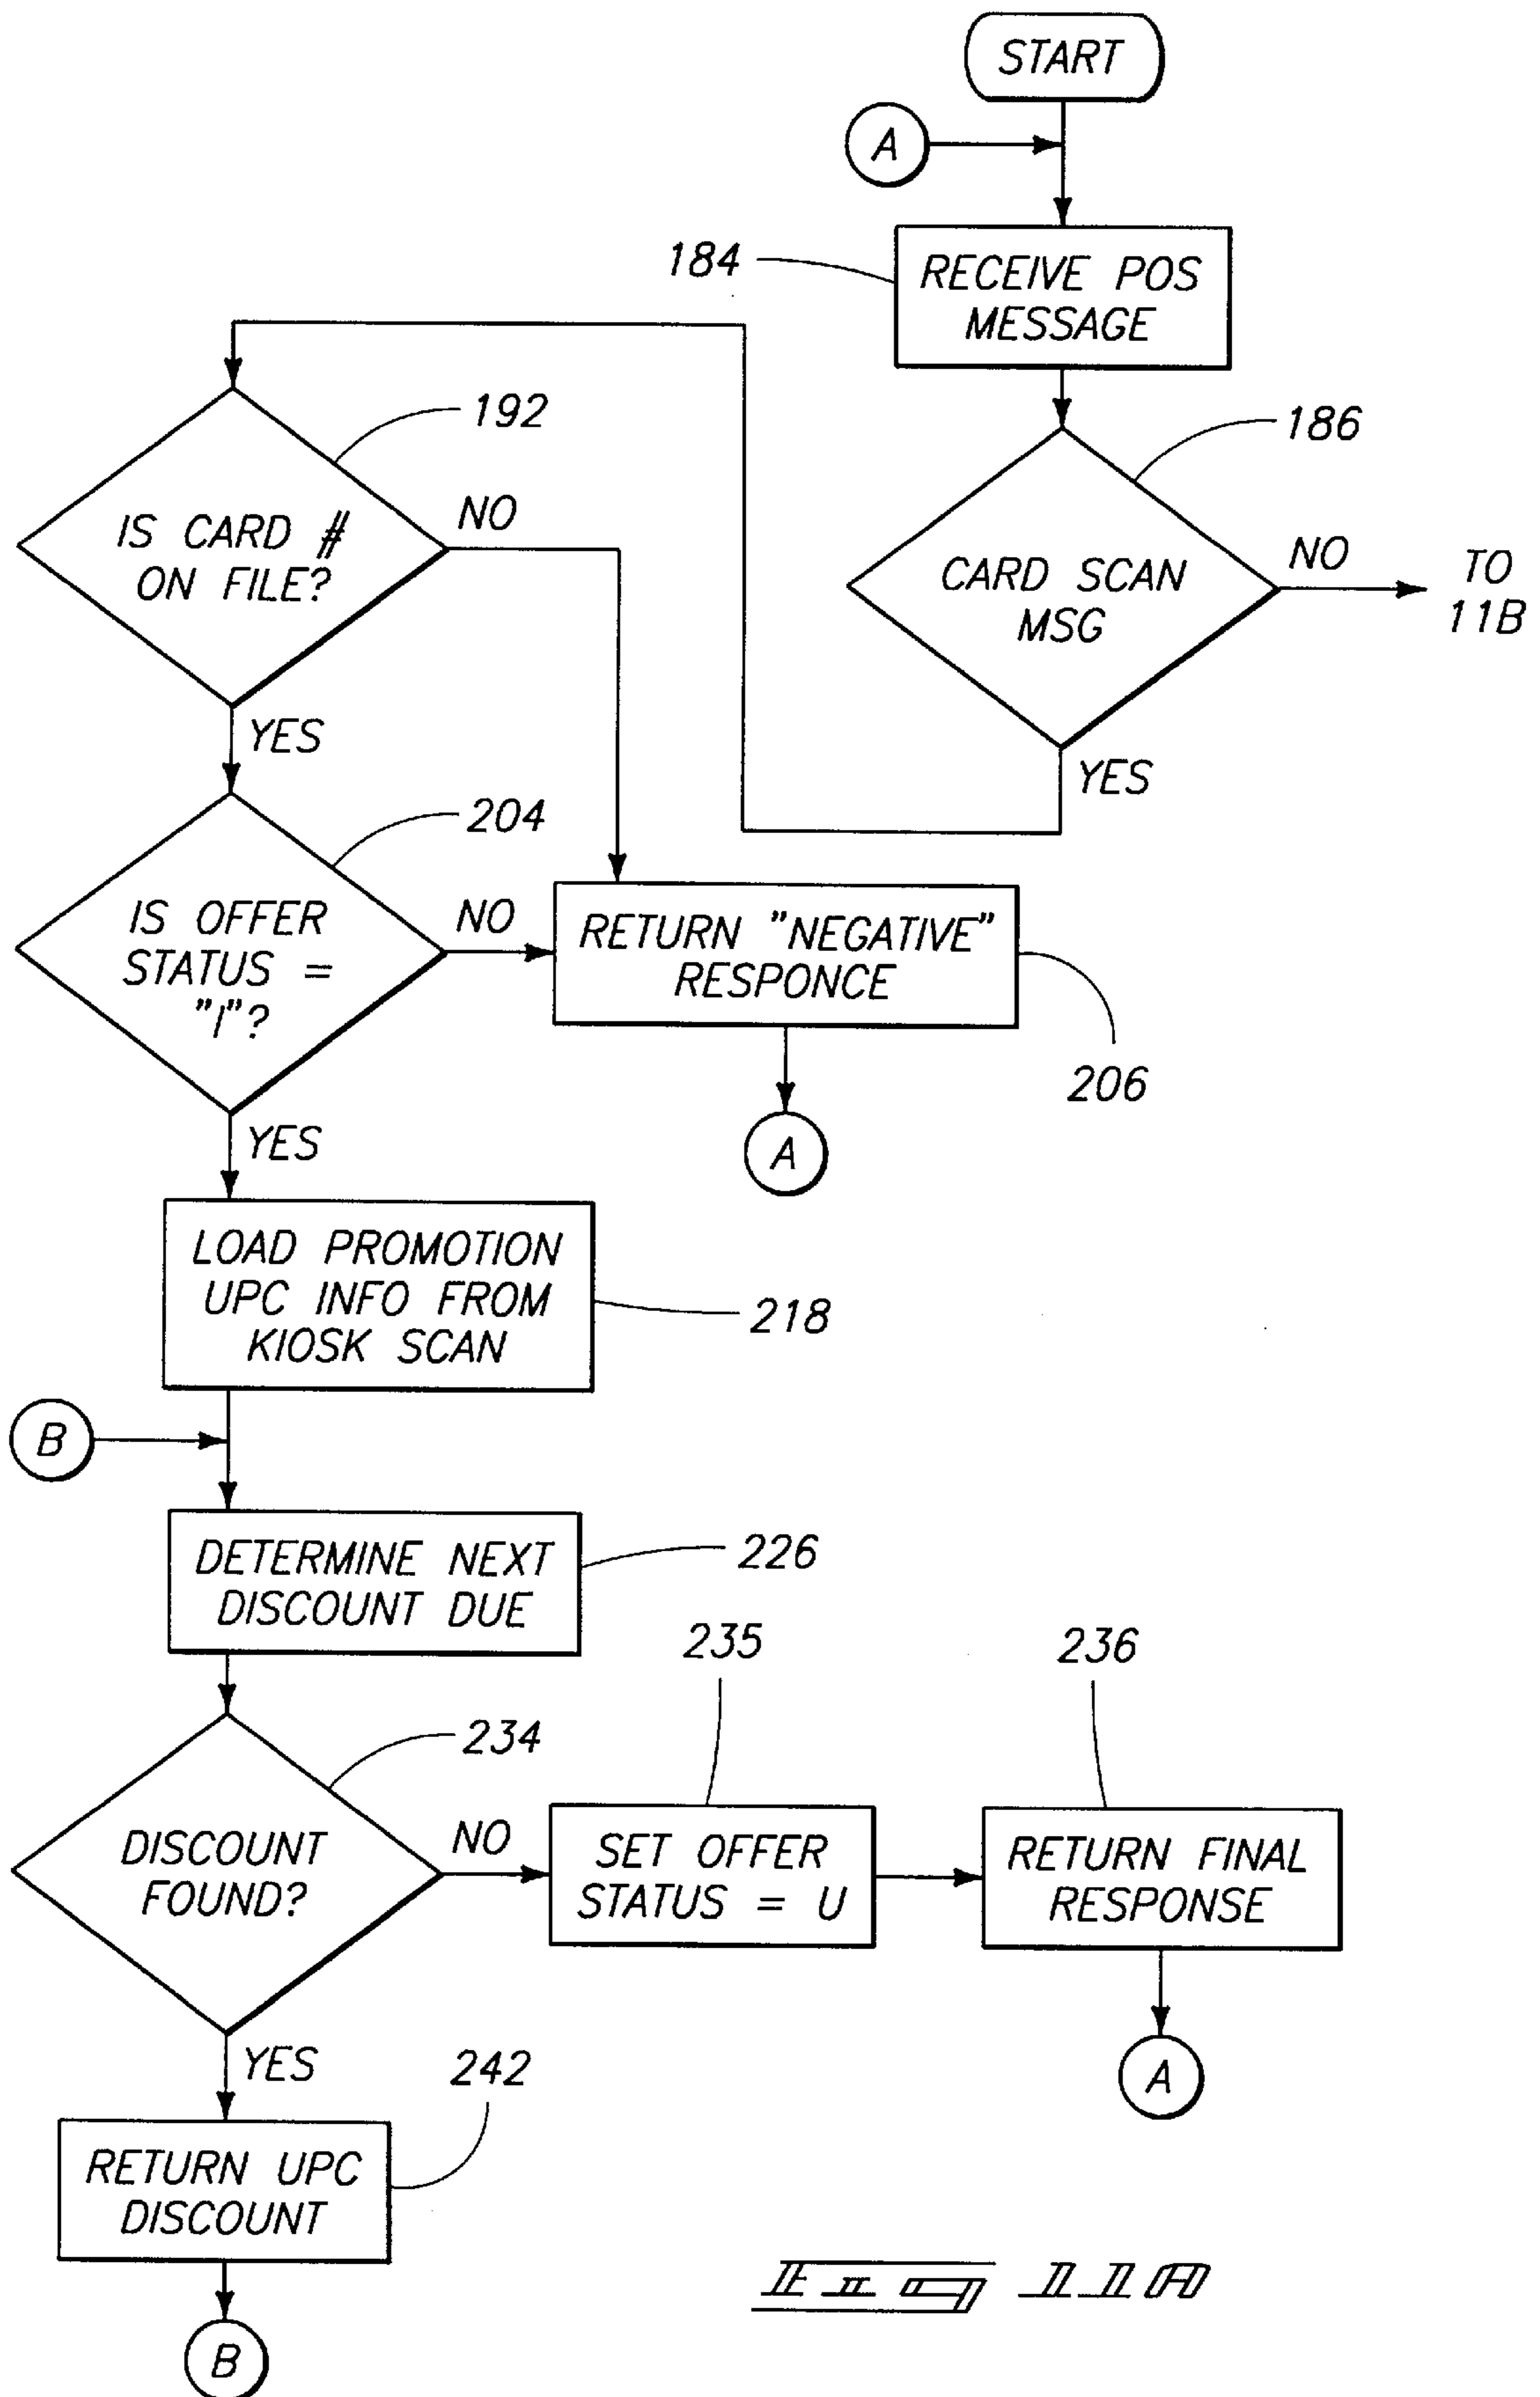 START
A
184
RECEIVE POS
MESSAGE
192
186
IS CARD #
ON FILE?
NO
CARD SCAN
MSG
NO
TO
11B
YES
YES
204
IS OFFER
STATUS =
"I"?
NO
RETURN "NEGATIVE"
RESPONCE
206
YES
A
LOAD PROMOTION
UPC INFO FROM
KIOSK SCAN
218
B
DETERMINE NEXT
DISCOUNT DUE
226
235
236
234
DISCOUNT
FOUND?
NO
SET OFFER
STATUS = U
RETURN FINAL
RESPONSE
YES
242
A
RETURN UPC
DISCOUNT
B
Fig 11A